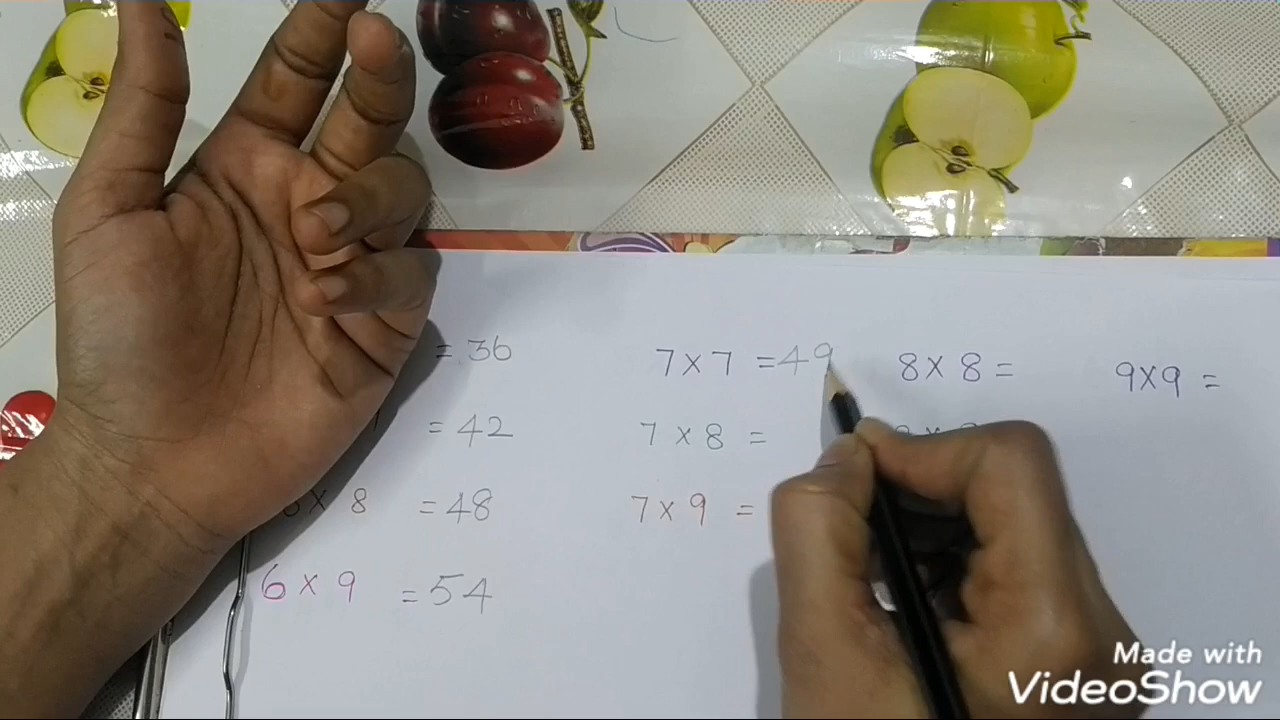 = 36
= 42
× 8 = 48
6 × 9 = 54
7 × 7 = 49
7 × 8 =
7 × 9 =
8 × 8 =
9 × 9 =
Made with
VideoShow